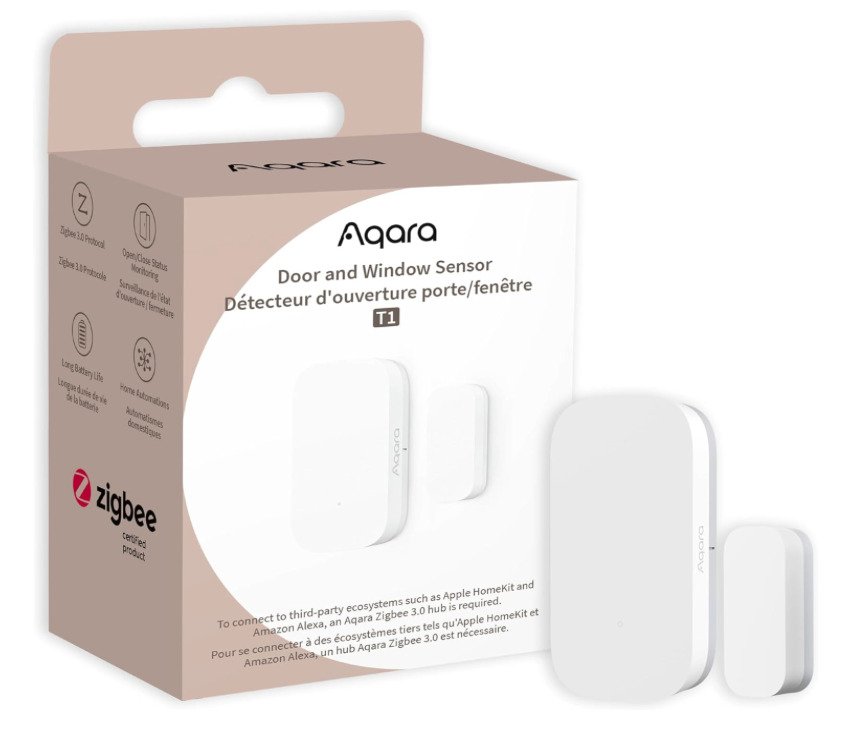 Aqara
Aqara
Door and Window Sensor
Détecteur d'ouverture porte/fenêtre
T1
Aqara
To connect to third-party ecosystems such as Apple HomeKit and
Amazon Alexa, an Aqara Zigbee 3.0 hub is required.
Pour se connecter à des écosystèmes tiers tels qu'Apple HomeKit et
Amazon Alexa, un hub Aqara Zigbee 3.0 est nécessaire.
Z
Zigbee 3.0 Protocol
Zigbee 3.0 Protocole
Open/Close Status
Monitoring
Surveillance de l'état
d'ouverture / fermeture
Long Battery Life
Longue durée de vie
de la batterie
Home Automations
Automatismes
domestiques
zigbee
certified
product
Aqara